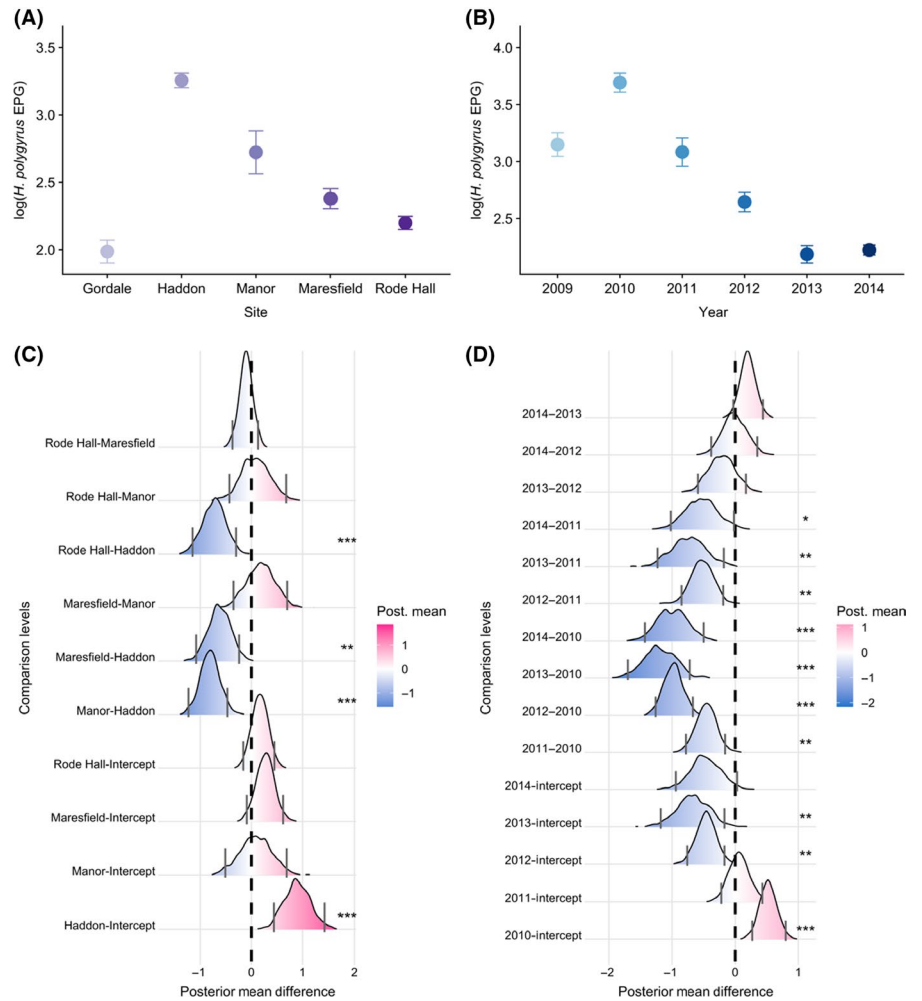 (A)
log(H. polygyrus EPG)
3.5
3.0
2.5
2.0
Gordale Haddon Manor Maresfield Rode Hall
Site
(B)
log(H. polygyrus EPG)
4.0
3.5
3.0
2.5
2009 2010 2011 2012 2013 2014
Year
(C)
Comparison levels
Rode Hall-Maresfield
Rode Hall-Manor
Rode Hall-Haddon ***
Maresfield-Manor
Maresfield-Haddon **
Manor-Haddon ***
Rode Hall-Intercept
Maresfield-Intercept
Manor-Intercept
Haddon-Intercept ***
−1 0 1 2
Posterior mean difference
Post. mean
1
0
−1
(D)
Comparison levels
2014–2013
2014–2012
2013–2012
2014–2011 *
2013–2011 **
2012–2011 **
2014–2010 ***
2013–2010 ***
2012–2010 ***
2011–2010 **
2014-intercept
2013-intercept **
2012-intercept **
2011-intercept
2010-intercept ***
−2 −1 0 1
Posterior mean difference
Post. mean
1
0
−1
−2